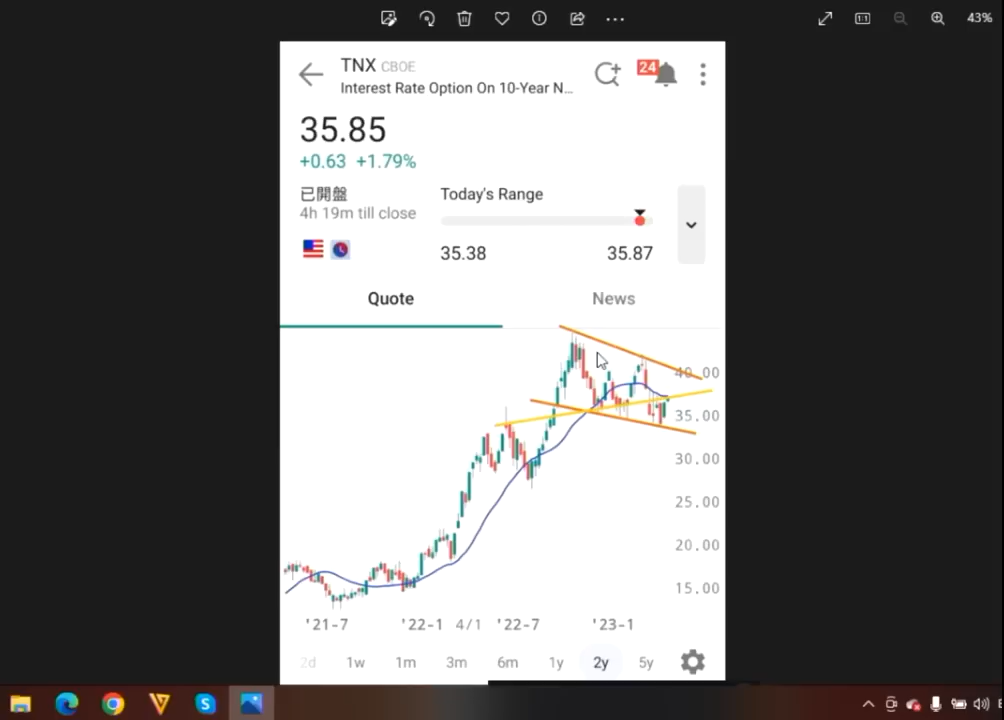 43%
TNX CBOE
24
Interest Rate Option On 10-Year N...
35.85
+0.63 +1.79%
已開盤
Today's Range
4h 19m till close
35.38
35.87
Quote
News
40.00
35.00
30.00
25.00
20.00
15.00
'21-7
'22-1
4/1
'22-7
'23-1
2d
1w
1m
3m
6m
1y
2y
5y